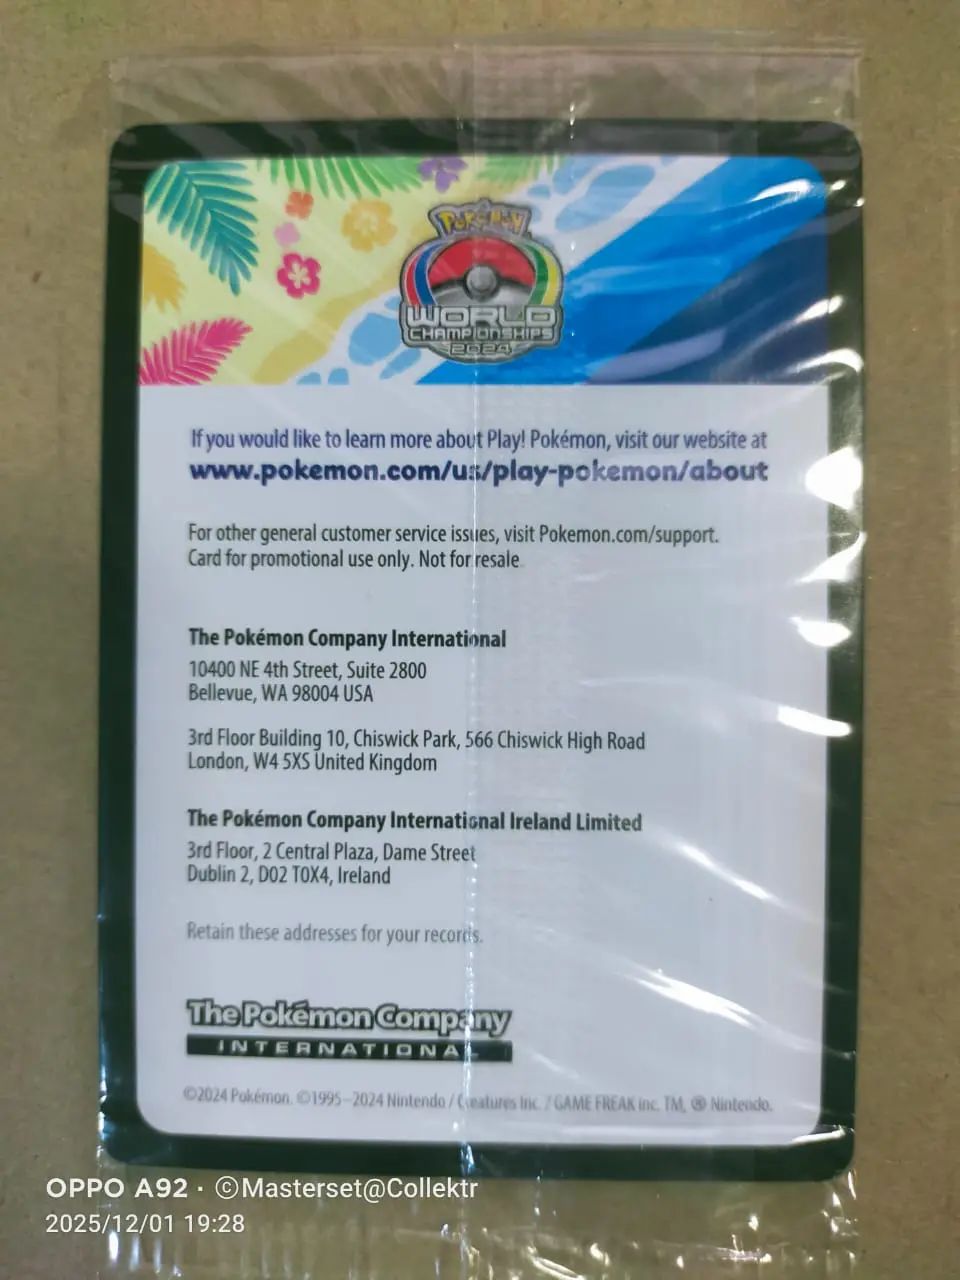 POKÉMON
WORLD
CHAMPIONSHIPS
2024
If you would like to learn more about Play! Pokémon, visit our website at
www.pokemon.com/us/play-pokemon/about
For other general customer service issues, visit Pokemon.com/support.
Card for promotional use only. Not for resale.
The Pokémon Company International
10400 NE 4th Street, Suite 2800
Bellevue, WA 98004 USA
3rd Floor Building 10, Chiswick Park, 566 Chiswick High Road
London, W4 5XS United Kingdom
The Pokémon Company International Ireland Limited
3rd Floor, 2 Central Plaza, Dame Street
Dublin 2, D02 T0X4, Ireland
Retain these addresses for your records.
The Pokémon Company
INTERNATIONAL
©2024 Pokémon. ©1995–2024 Nintendo / Creatures Inc. / GAME FREAK inc. TM, ® Nintendo.
OPPO A92 · ©Masterset@Collektr
2025/12/01 19:28